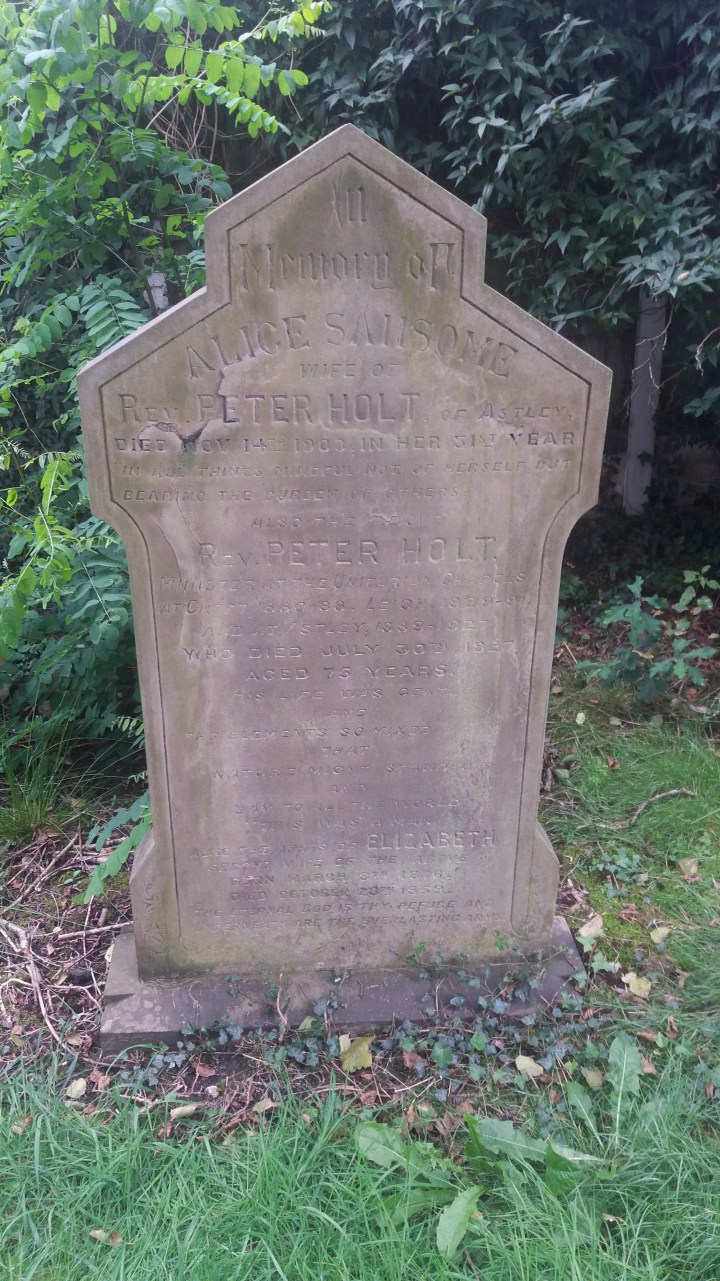 In
Memory of
ALICE SANSOME
WIFE OF
REV. PETER HOLT, OF ASTLEY,
DIED NOV 14TH 1903, IN HER 51ST YEAR
IN ALL THINGS MINDFUL NOT OF HERSELF BUT
BEARING THE BURDEN OF OTHERS.
ALSO THE
REV. PETER HOLT.
MINISTER AT THE UNITARIAN CHAPELS
AT LEIGH
AND AT ASTLEY, 1889-1927,
WHO DIED JULY 30TH 1927,
AGED 75 YEARS.
HIS LIFE WAS GENTLE
AND
THE ELEMENTS SO MIXED
THAT
NATURE MIGHT STAND
AND
SAY TO ALL THE WORLD
THIS WAS A MAN
ALSO THE ASHES OF ELIZABETH
SECOND WIFE OF THE ABOVE
BORN MARCH
DIED OCTOBER
THE ETERNAL GOD IS THY REFUGE AND
UNDERNEATH ARE THE EVERLASTING ARMS